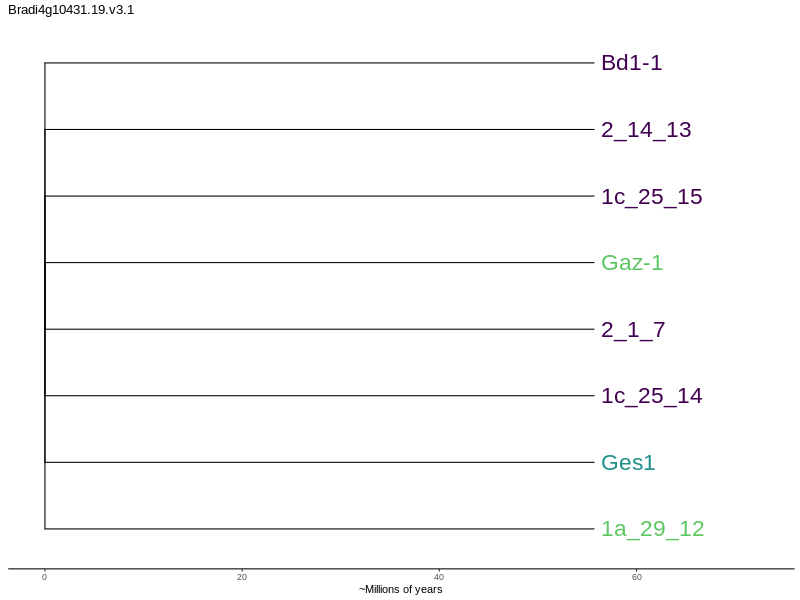 Bradi4g10431.19.v3.1
Bd1-1
2_14_13
1c_25_15
Gaz-1
2_1_7
1c_25_14
Ges1
1a_29_12
0 20 40 60
~Millions of years